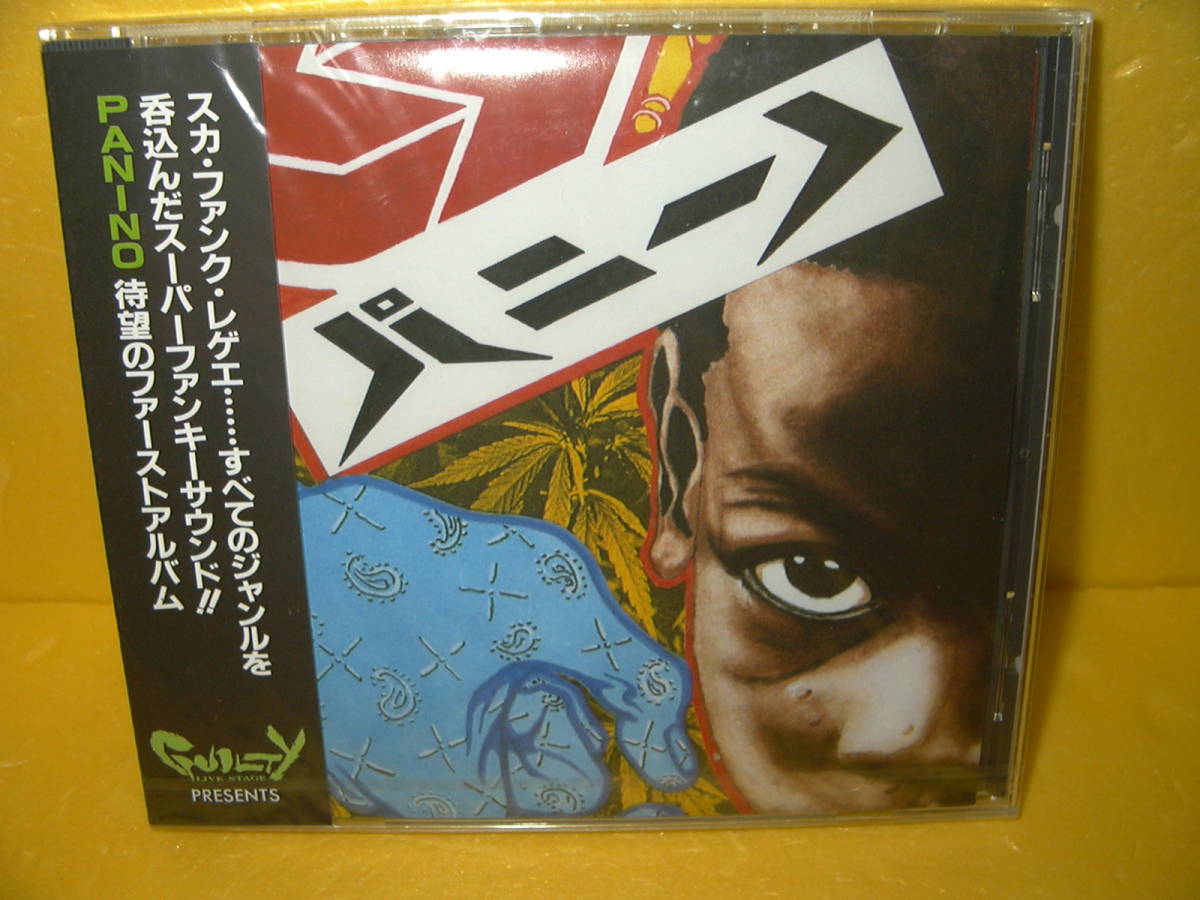 スカ・ファンク・レゲエ……すべてのジャンルを
呑込んだスーパーファンキーサウンド!!
PANINO 待望のファーストアルバム
GUILTY
LIVE STAGE
PRESENTS
パニーノ